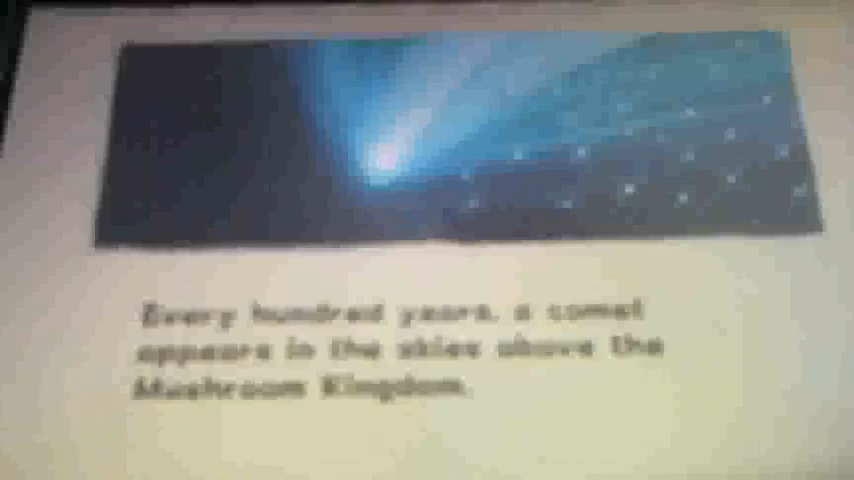 Every hundred years, a comet
appears in the skies above the
Mushroom Kingdom.